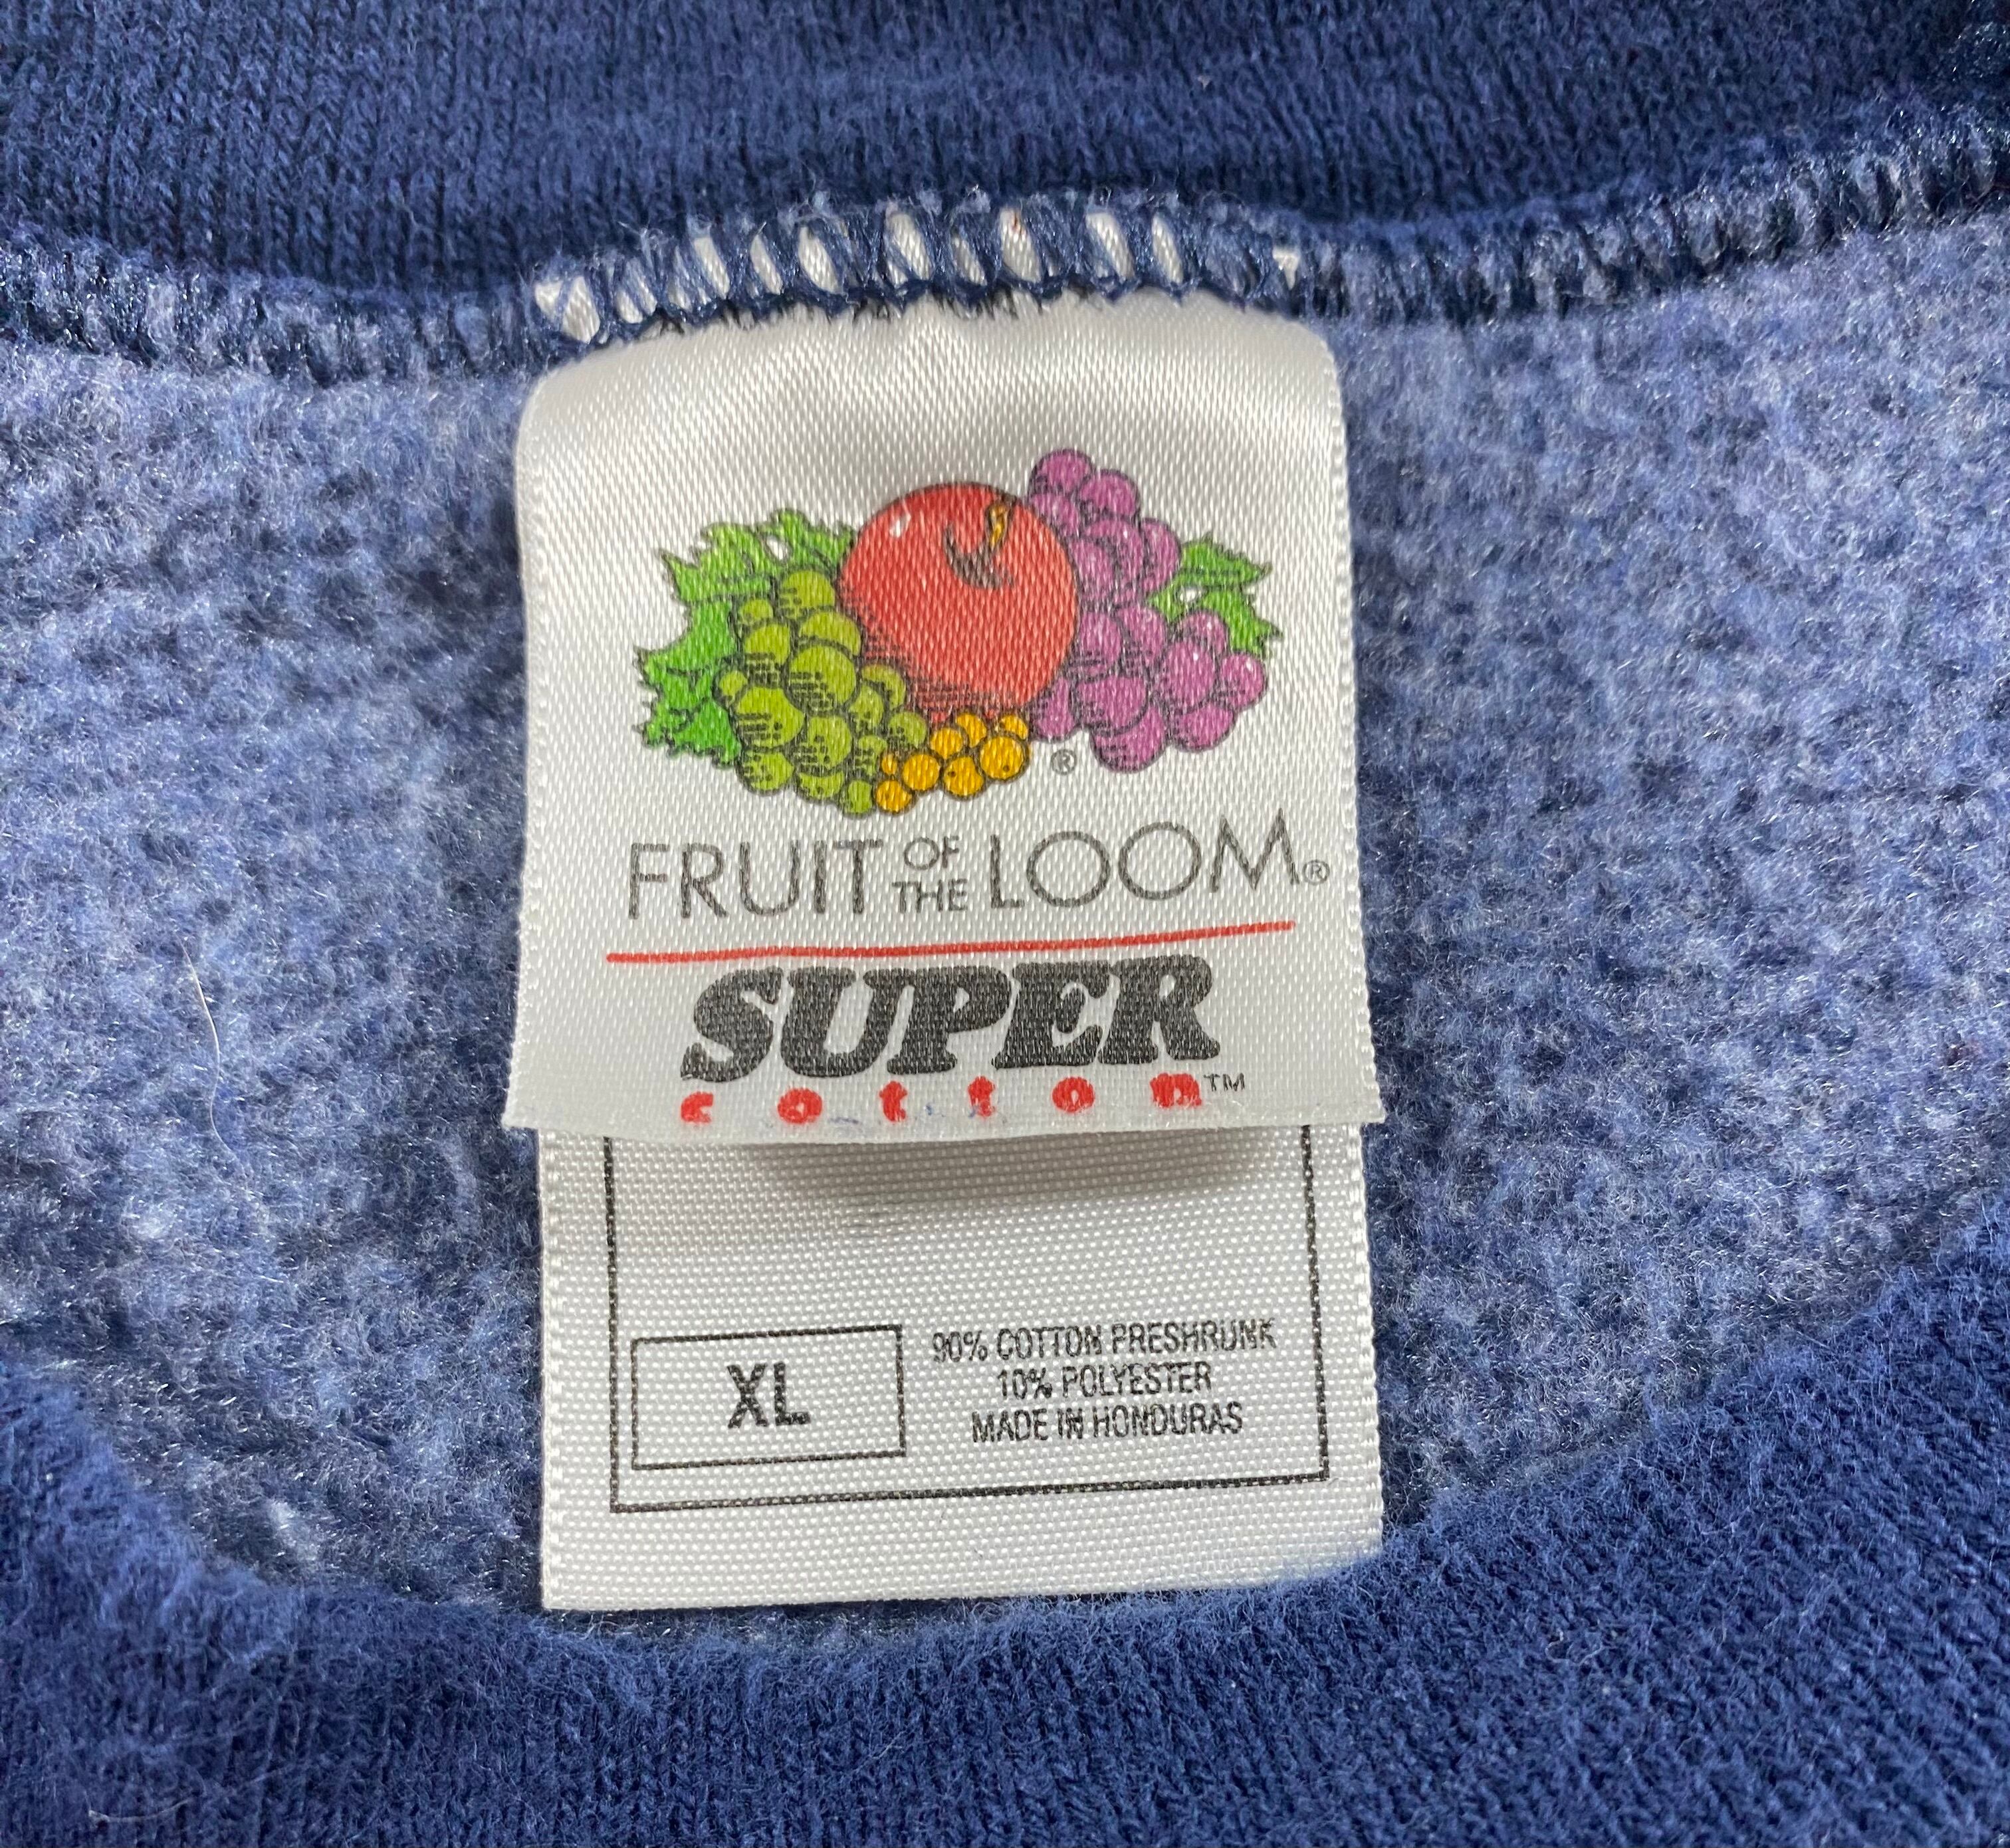 ®
FRUIT OF THE LOOM®
SUPER
cotton™
XL
90% COTTON PRESHRUNK
10% POLYESTER
MADE IN HONDURAS